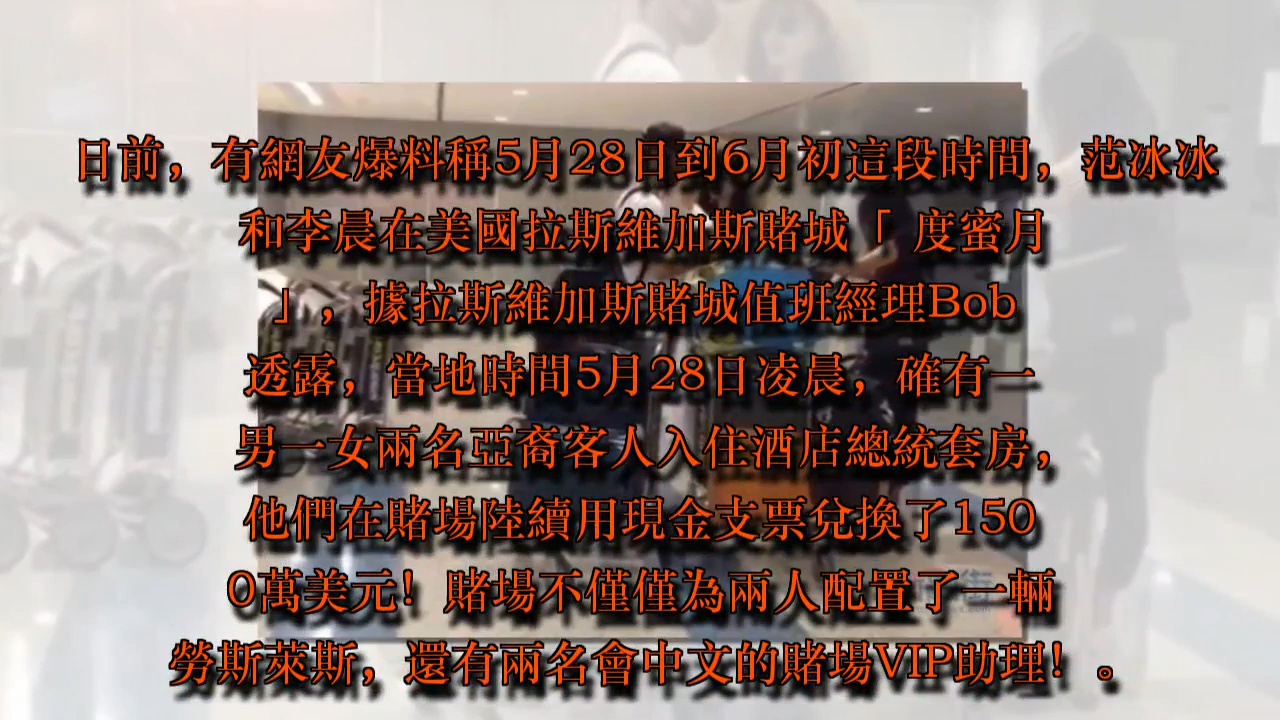 日前，有網友爆料稱5月28日到6月初這段時間，范冰冰
和李晨在美國拉斯維加斯賭城「 度蜜月
」，據拉斯維加斯賭城值班經理Bob
透露，當地時間5月28日凌晨，確有一
男一女兩名亞裔客人入住酒店總統套房，
他們在賭場陸續用現金支票兌換了150
0萬美元！賭場不僅僅為兩人配置了一輛
勞斯萊斯，還有兩名會中文的賭場VIP助理！。